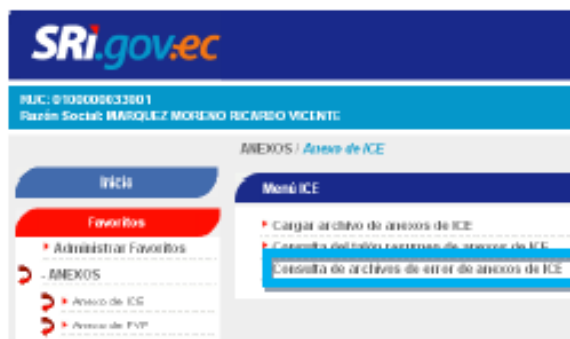 SRi.gov.ec
RUC: 0100000033001
Razón Social: MARQUEZ MORENO RICARDO VICENTE
ANEXOS / Anexo de ICE
Inicio
Menú ICE
Favoritos
Administrar Favoritos
- ANEXOS
Anexo de ICE
Anexo de PVP
Cargar archivo de anexos de ICE
Consulta del talón resumen de anexos de ICE
Consulta de archivos de error de anexos de ICE